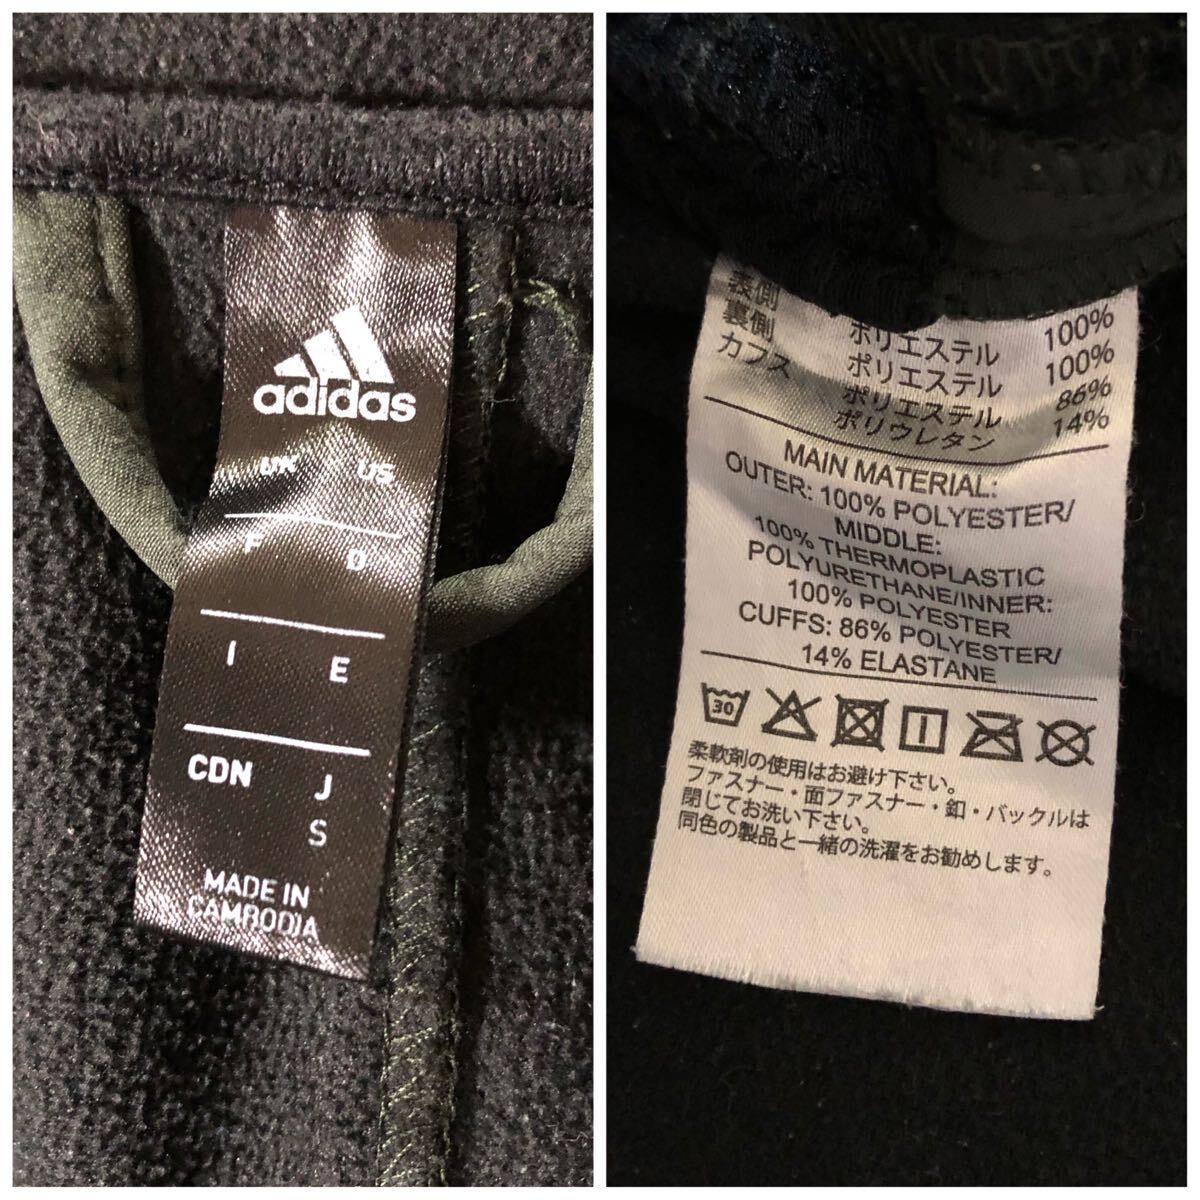 adidas
UK US
F D
I E
CDN J
S
MADE IN
CAMBODIA
表側 ポリエステル 100%
裏側 ポリエステル 100%
カフス ポリエステル 86%
ポリウレタン 14%
MAIN MATERIAL:
OUTER: 100% POLYESTER/
MIDDLE:
100% THERMOPLASTIC
POLYURETHANE/INNER:
100% POLYESTER
CUFFS: 86% POLYESTER/
14% ELASTANE
30
柔軟剤の使用はお避け下さい。
ファスナー・面ファスナー・釦・バックルは
閉じてお洗い下さい。
同色の製品と一緒の洗濯をお勧めします。